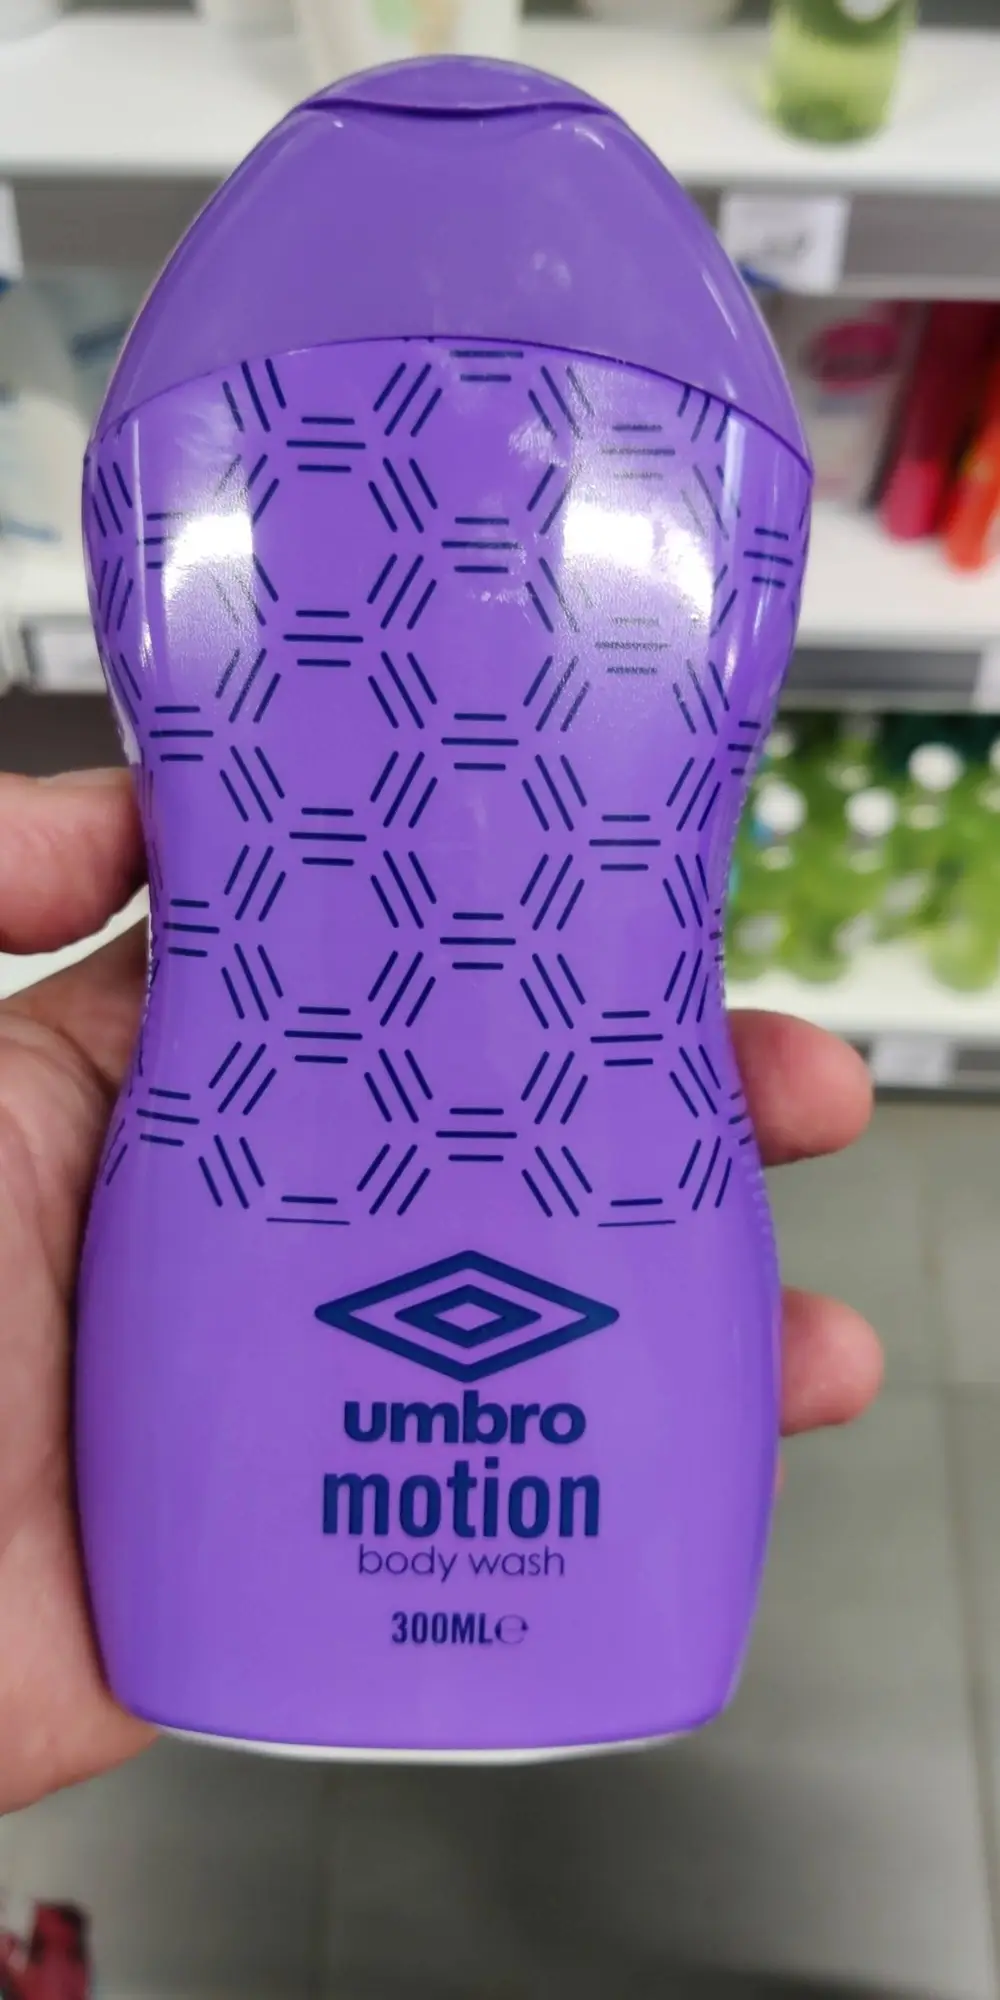 umbro
motion
body wash
300ML℮